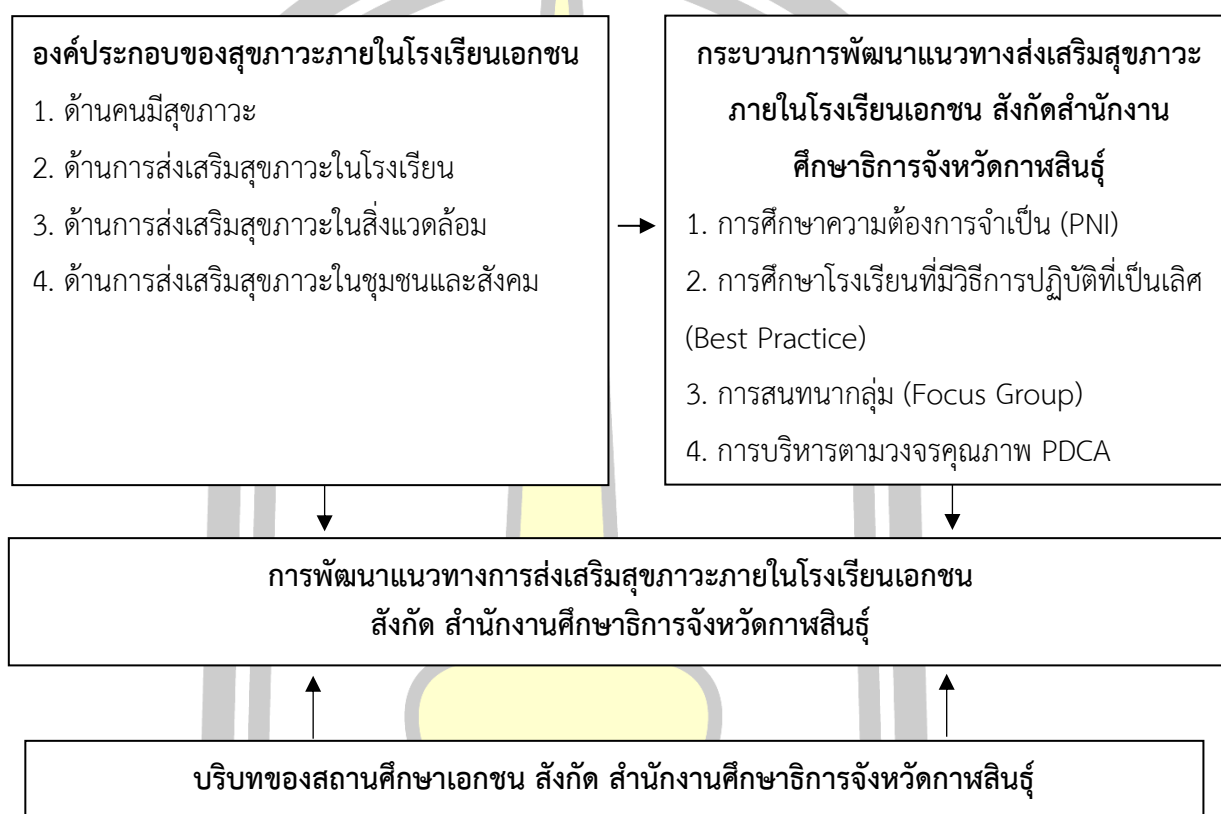 องค์ประกอบของสุขภาวะภายในโรงเรียนเอกชน
1. ด้านคนมีสุขภาวะ
2. ด้านการส่งเสริมสุขภาวะในโรงเรียน
3. ด้านการส่งเสริมสุขภาวะในสิ่งแวดล้อม
4. ด้านการส่งเสริมสุขภาวะในชุมชนและสังคม
กระบวนการพัฒนาแนวทางส่งเสริมสุขภาวะ
ภายในโรงเรียนเอกชน สังกัดสำนักงาน
ศึกษาธิการจังหวัดกาฬสินธุ์
1. การศึกษาความต้องการจำเป็น (PNI)
2. การศึกษาโรงเรียนที่มีวิธีการปฏิบัติที่เป็นเลิศ
(Best Practice)
3. การสนทนากลุ่ม (Focus Group)
4. การบริหารตามวงจรคุณภาพ PDCA
การพัฒนาแนวทางการส่งเสริมสุขภาวะภายในโรงเรียนเอกชน
สังกัด สำนักงานศึกษาธิการจังหวัดกาฬสินธุ์
บริบทของสถานศึกษาเอกชน สังกัด สำนักงานศึกษาธิการจังหวัดกาฬสินธุ์